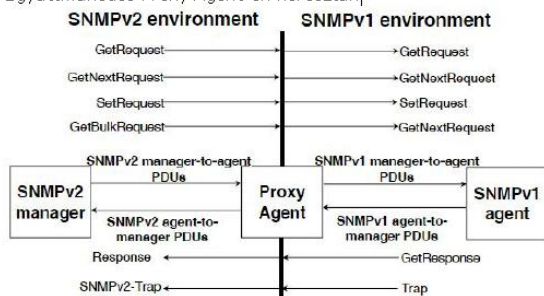 SNMPv2 environment SNMPv1 environment
GetRequest GetRequest
GetNextRequest GetNextRequest
SetRequest SetRequest
GetBulkRequest GetNextRequest
SNMPv2 manager-to-agent PDUs
SNMPv1 manager-to-agent PDUs
SNMPv2 manager
Proxy Agent
SNMPv1 agent
SNMPv2 agent-to-manager PDUs
SNMPv1 agent-to-manager PDUs
Response GetResponse
SNMPv2-Trap Trap